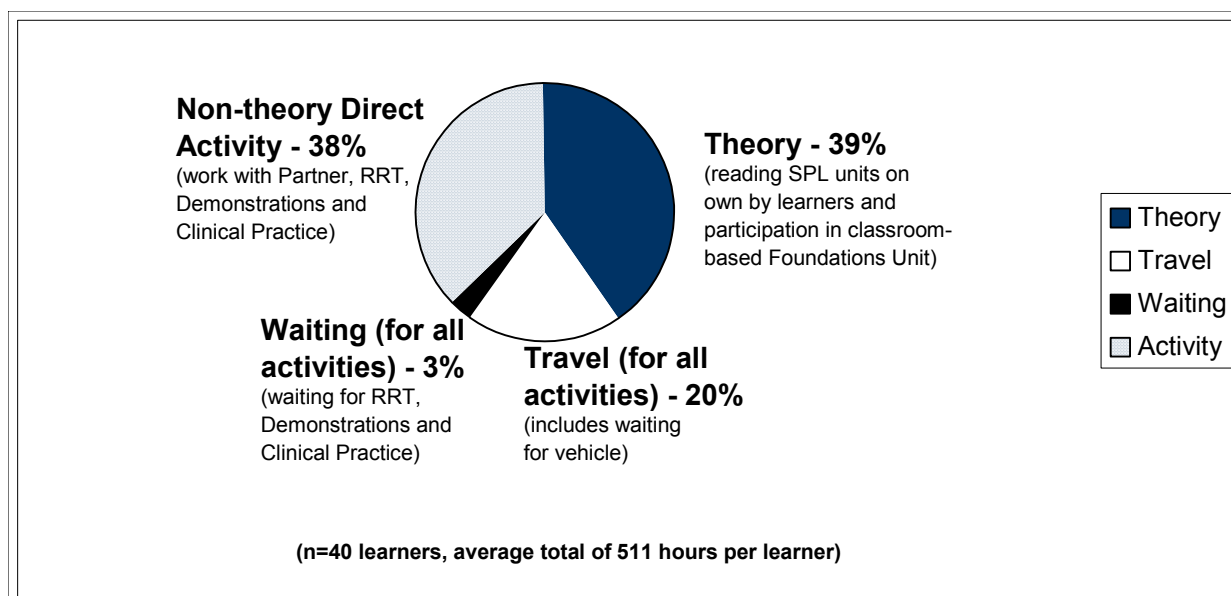 Non-theory Direct
Activity - 38%
(work with Partner, RRT,
Demonstrations and
Clinical Practice)
Theory - 39%
(reading SPL units on
own by learners and
participation in classroom-
based Foundations Unit)
Waiting (for all
activities) - 3%
(waiting for RRT,
Demonstrations and
Clinical Practice)
Travel (for all
activities) - 20%
(includes waiting
for vehicle)
Theory
Travel
Waiting
Activity
(n=40 learners, average total of 511 hours per learner)